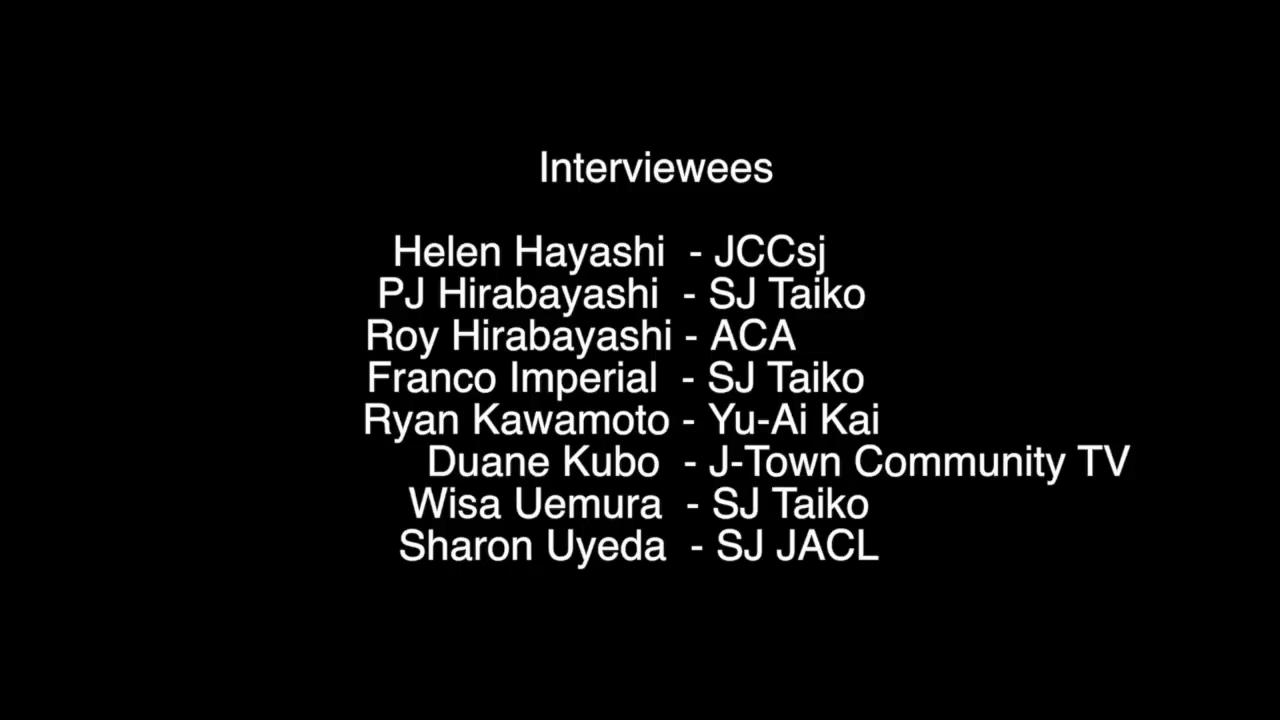 Interviewees
Helen Hayashi - JCCsj
PJ Hirabayashi - SJ Taiko
Roy Hirabayashi - ACA
Franco Imperial - SJ Taiko
Ryan Kawamoto - Yu-Ai Kai
Duane Kubo - J-Town Community TV
Wisa Uemura - SJ Taiko
Sharon Uyeda - SJ JACL